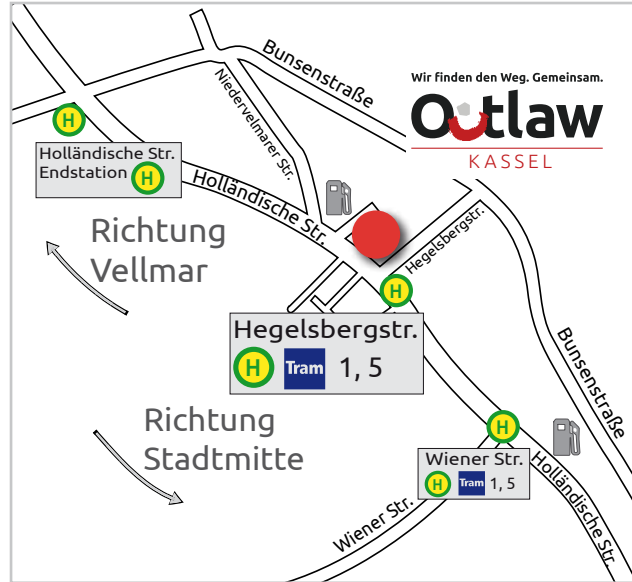 Bunsenstraße
Wir finden den Weg. Gemeinsam.
Outlaw
KASSEL
Niedervelmarer Str.
H
Holländische Str.
Endstation H
Holländische Str.
Hegelsbergstr.
Richtung
Vellmar
H
Hegelsbergstr.
H Tram 1, 5
Bunsenstraße
Richtung
Stadtmitte
H
Wiener Str.
H Tram 1, 5
Holländische Str.
Wiener Str.